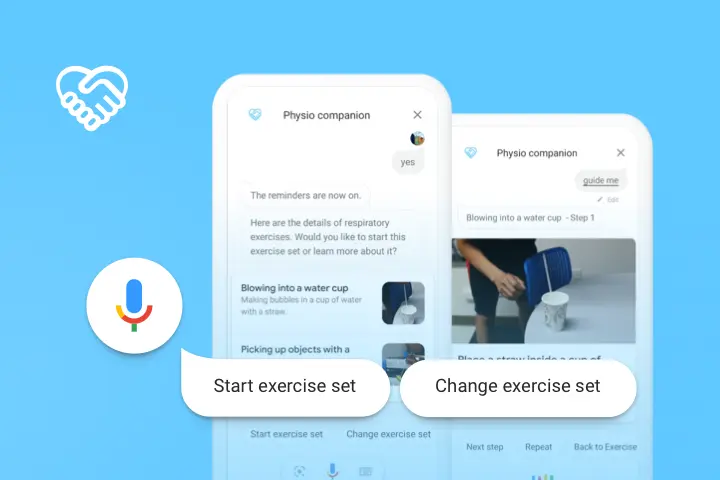 Physio companion
yes
The reminders are now on.
Here are the details of respiratory
exercises. Would you like to start this
exercise set or learn more about it?
Blowing into a water cup
Making bubbles in a cup of water
with a straw.
Picking up objects with a
Start exercise set
Change exercise set
Start exercise set
Change exercise set
Physio companion
guide me
Edit
Blowing into a water cup - Step 1
Place a straw inside a cup of
Next step
Repeat
Back to Exercise